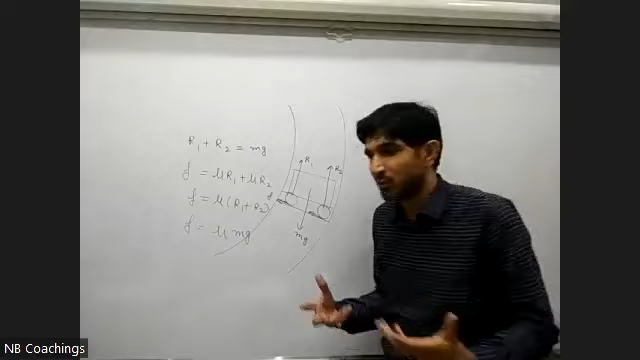 R₁ + R₂ = mg
f = μR₁ + μR₂
f = μ(R₁ + R₂)
f = μ mg
R₁
R₂
f
mg
NB Coachings